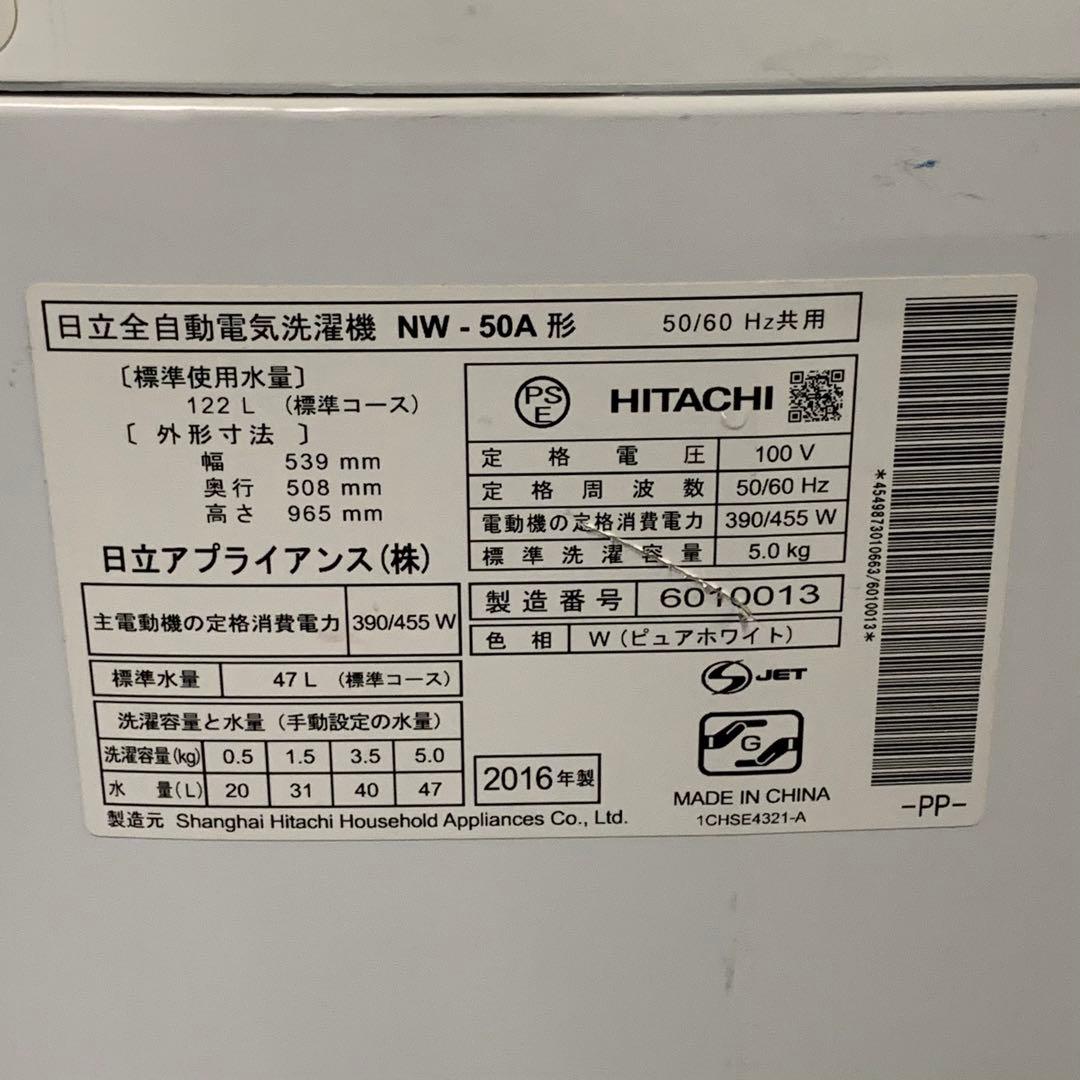 日立全自動電気洗濯機 NW - 50A 形 50/60 Hz共用
〔標準使用水量〕
122 L (標準コース)
〔 外形寸法 〕
幅 539 mm
奥行 508 mm
高さ 965 mm
日立アプライアンス(株)
主電動機の定格消費電力 390/455 W
標準水量 47 L (標準コース)
洗濯容量と水量 (手動設定の水量)
洗濯容量(kg) 0.5 1.5 3.5 5.0
水 量(L) 20 31 40 47
製造元 Shanghai Hitachi Household Appliances Co., Ltd.
PS
E
HITACHI
定格電圧 100 V
定格周波数 50/60 Hz
電動機の定格消費電力 390/455 W
標準洗濯容量 5.0 kg
製造番号 6010013
色相 W (ピュアホワイト)
S JET
G
2016年製
MADE IN CHINA
1CHSE4321-A
*4549873010663/6010013*
-PP-